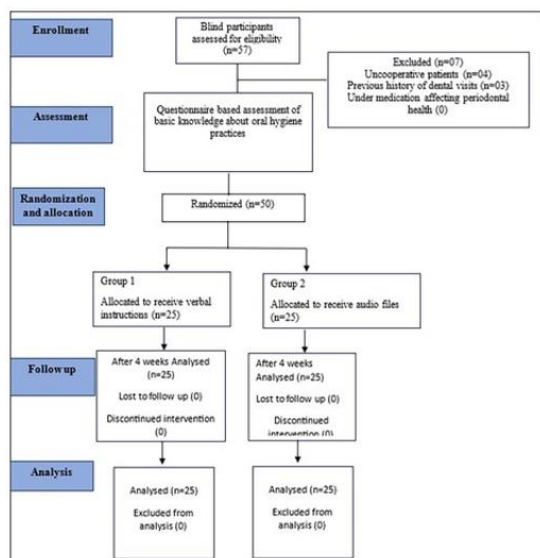 Enrollment
Blind participants
assessed for eligibility
(n=57)
Excluded (n=07)
Uncooperative patients (n=04)
Previous history of dental visits (n=03)
Under medication affecting periodontal
health (0)
Assessment
Questionnaire based assessment of
basic knowledge about oral hygiene
practices
Randomization
and allocation
Randomized (n=50)
Group 1
Allocated to receive verbal
instructions (n=25)
Group 2
Allocated to receive audio files
(n=25)
Follow up
After 4 weeks Analysed
(n=25)
Lost to follow up (0)
Discontinued intervention
(0)
After 4 weeks
Analysed (n=25)
Lost to follow up (0)
Discontinued
intervention (0)
Analysis
Analysed (n=25)
Excluded from
analysis (0)
Analysed (n=25)
Excluded from
analysis (0)